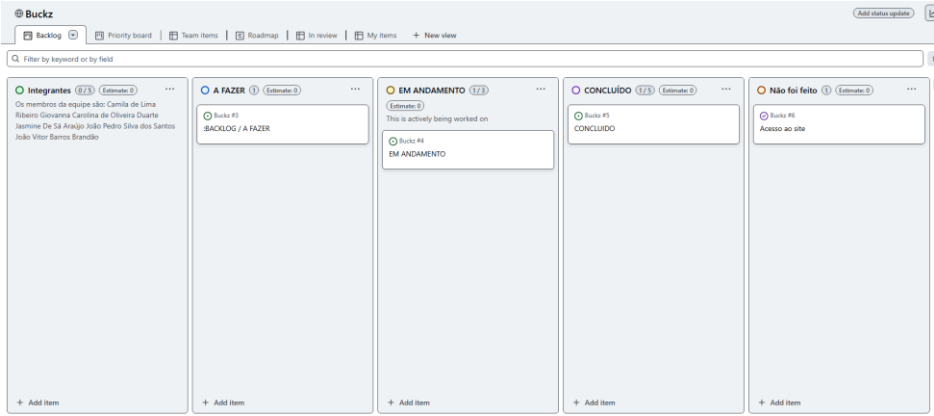 Buckz
Add status update
Backlog
Priority board
Team items
Roadmap
In review
My items
+ New view
Filter by keyword or by field
Integrantes 0 / 5 Estimate: 0
Os membros da equipe são: Camila de Lima
Ribeiro Giovanna Carolina de Oliveira Duarte
Jasmine De Sá Araújo João Pedro Silva dos Santos
João Vitor Barros Brandão
+ Add item
A FAZER 1 Estimate: 0
Buckz #3
:BACKLOG / A FAZER
+ Add item
EM ANDAMENTO 1 / 3
Estimate: 0
This is actively being worked on
Buckz #4
EM ANDAMENTO
+ Add item
CONCLUÍDO 1 / 5 Estimate: 0
Buckz #5
CONCLUIDO
+ Add item
Não foi feito 1 Estimate: 0
Buckz #6
Acesso ao site
+ Add item